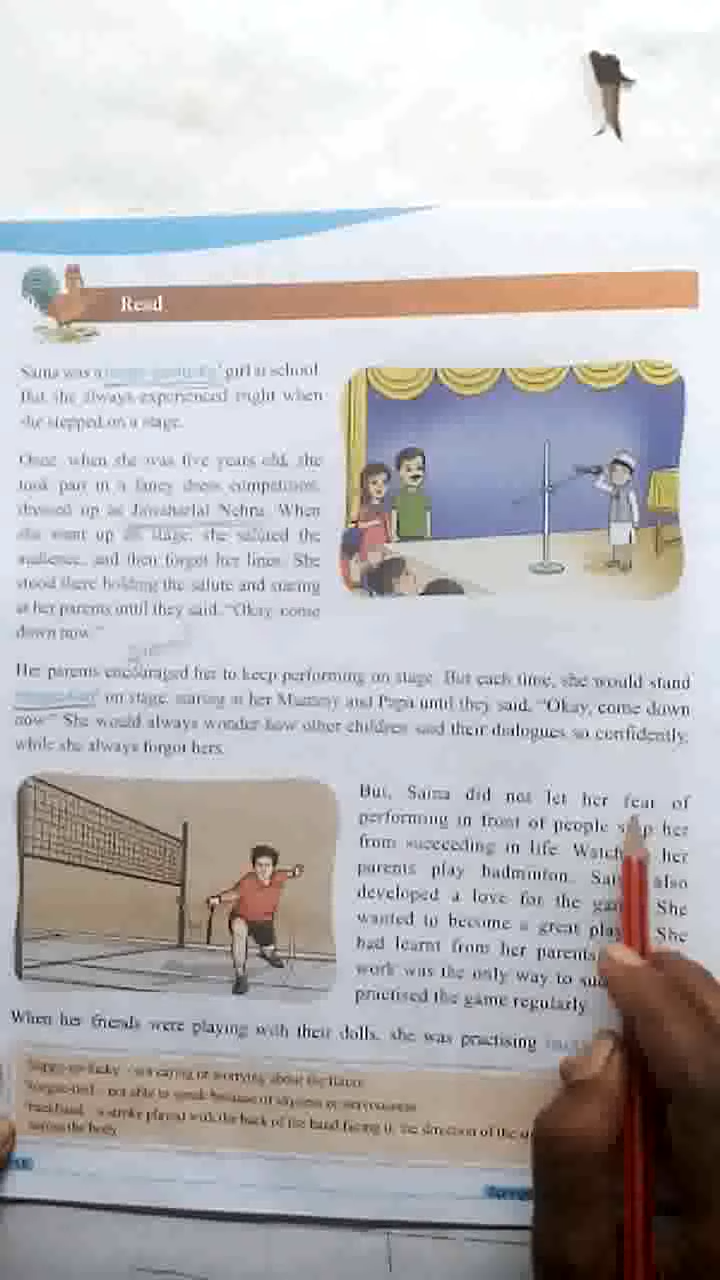 Read
Saina was a happy-go-lucky girl at school.
But she always experienced fright when
she stepped on a stage.
Once, when she was five years old, she
took part in a fancy dress competition,
dressed up as Jawaharlal Nehru. When
she went up on stage, she saluted the
audience, and then forgot her lines. She
stood there holding the salute and staring
at her parents until they said, "Okay, come
down now."
Her parents encouraged her to keep performing on stage. But each time, she would stand
on stage, staring at her Mummy and Papa until they said, "Okay, come down
now." She would always wonder how other children said their dialogues so confidently,
while she always forgot hers.
But, Saina did not let her fear of
performing in front of people her
from succeeding in life. her
parents play badminton, also
developed a love for the She
wanted to become a great She
had learnt from her parents
work was the only way to
practised the game regularly
When her friends were playing with their dolls, she was practising
happy-go-lucky : not caring or worrying about the future
tongue-tied : not able to speak because of shyness or nervousness
backhand : a stroke played with the back of the hand facing in the direction of the
across the body